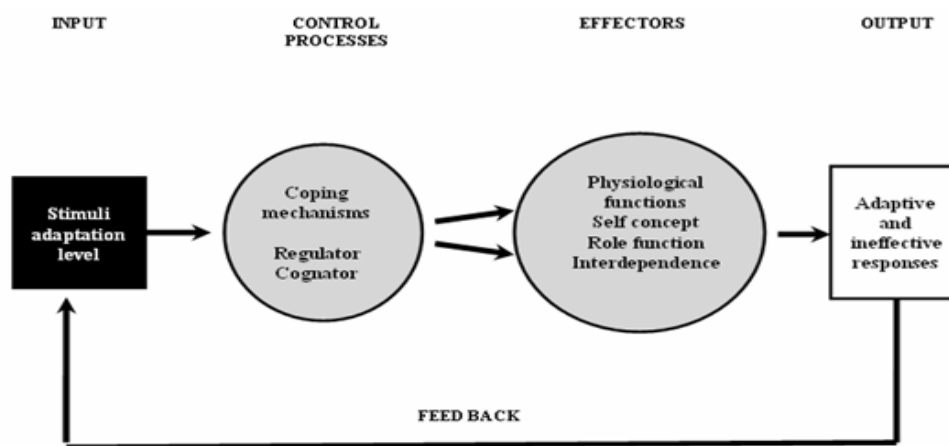 INPUT
CONTROL
PROCESSES
EFFECTORS
OUTPUT
Stimuli
adaptation
level
Coping
mechanisms
Regulator
Cognator
Physiological
functions
Self concept
Role function
Interdependence
Adaptive
and
ineffective
responses
FEED BACK